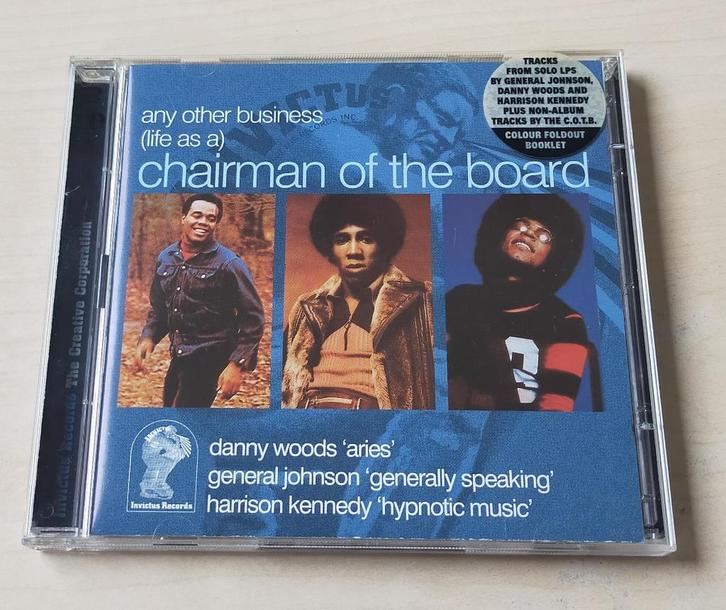 TRACKS
FROM SOLO LPS
BY GENERAL JOHNSON,
DANNY WOODS AND
HARRISON KENNEDY
PLUS NON-ALBUM
TRACKS BY THE C.O.T.B.
COLOUR FOLDOUT
BOOKLET
any other business
(life as a)
chairman of the board
Invictus Records The Creative Corporation
danny woods ‘aries’
general johnson ‘generally speaking’
harrison kennedy ‘hypnotic music’
INVICTUS
Invictus Records